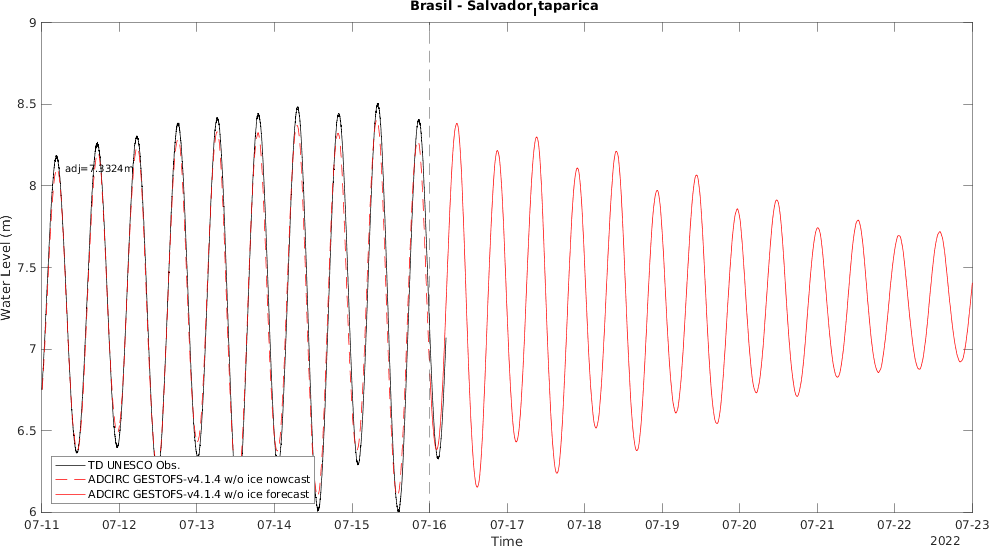 Brasil - Salvador,taparica
9
8.5
8
7.5
7
6.5
6
Water Level (m)
adj=7.3324m
TD UNESCO Obs.
ADCIRC GESTOFS-v4.1.4 w/o ice nowcast
ADCIRC GESTOFS-v4.1.4 w/o ice forecast
07-11 07-12 07-13 07-14 07-15 07-16 07-17 07-18 07-19 07-20 07-21 07-22 07-23
Time
2022